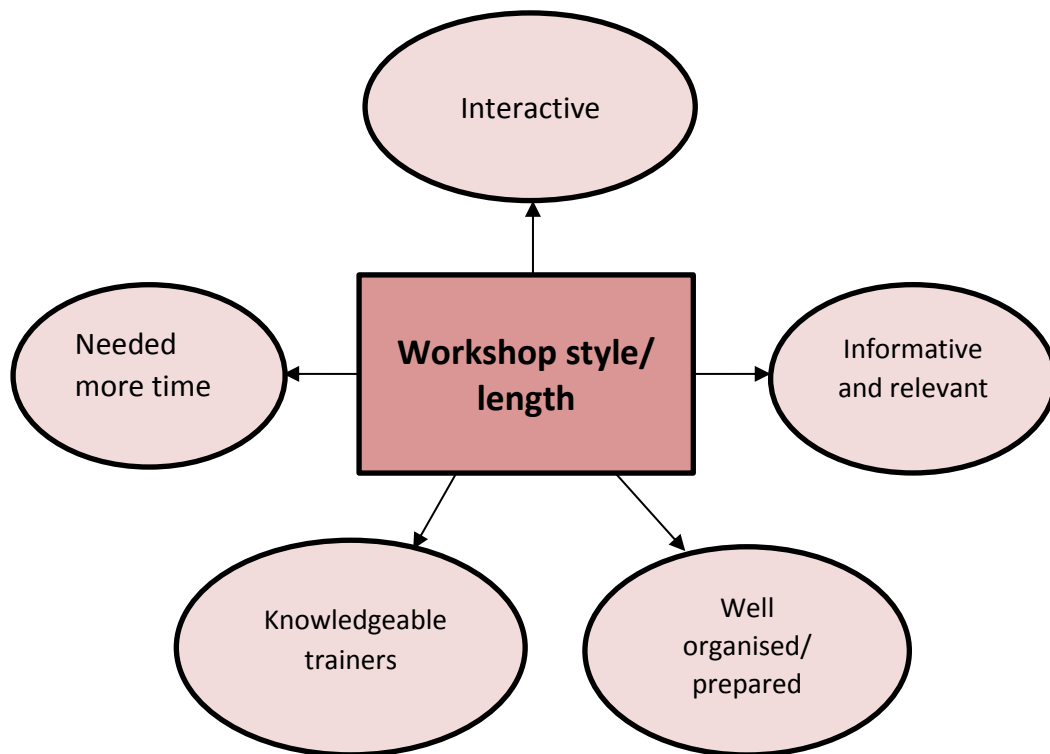 Interactive
Needed
more time
Workshop style/
length
Informative
and relevant
Knowledgeable
trainers
Well
organised/
prepared